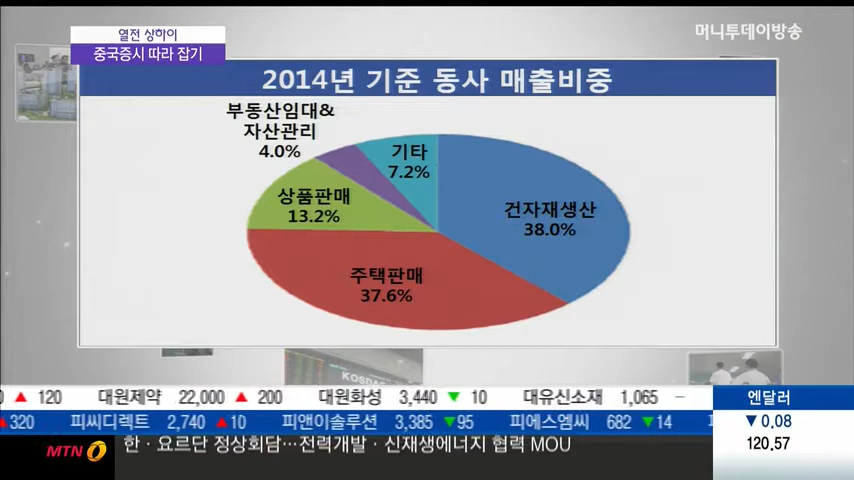 열전 상하이
중국증시 따라 잡기
머니투데이방송
2014년 기준 동사 매출비중
부동산임대&
자산관리
4.0%
기타
7.2%
상품판매
13.2%
건자재생산
38.0%
주택판매
37.6%
KOSDA
0 ▲ 120 대원제약 22,000 ▲ 200 대원화성 3,440 ▼ 10 대유신소재 1,065 –
▲320 피씨디렉트 2,740 ▲10 피앤이솔루션 3,385 ▼95 피에스엠씨 682 ▼14
엔달러
▼0.08
120.57
MTN
한·요르단 정상회담…전력개발·신재생에너지 협력 MOU